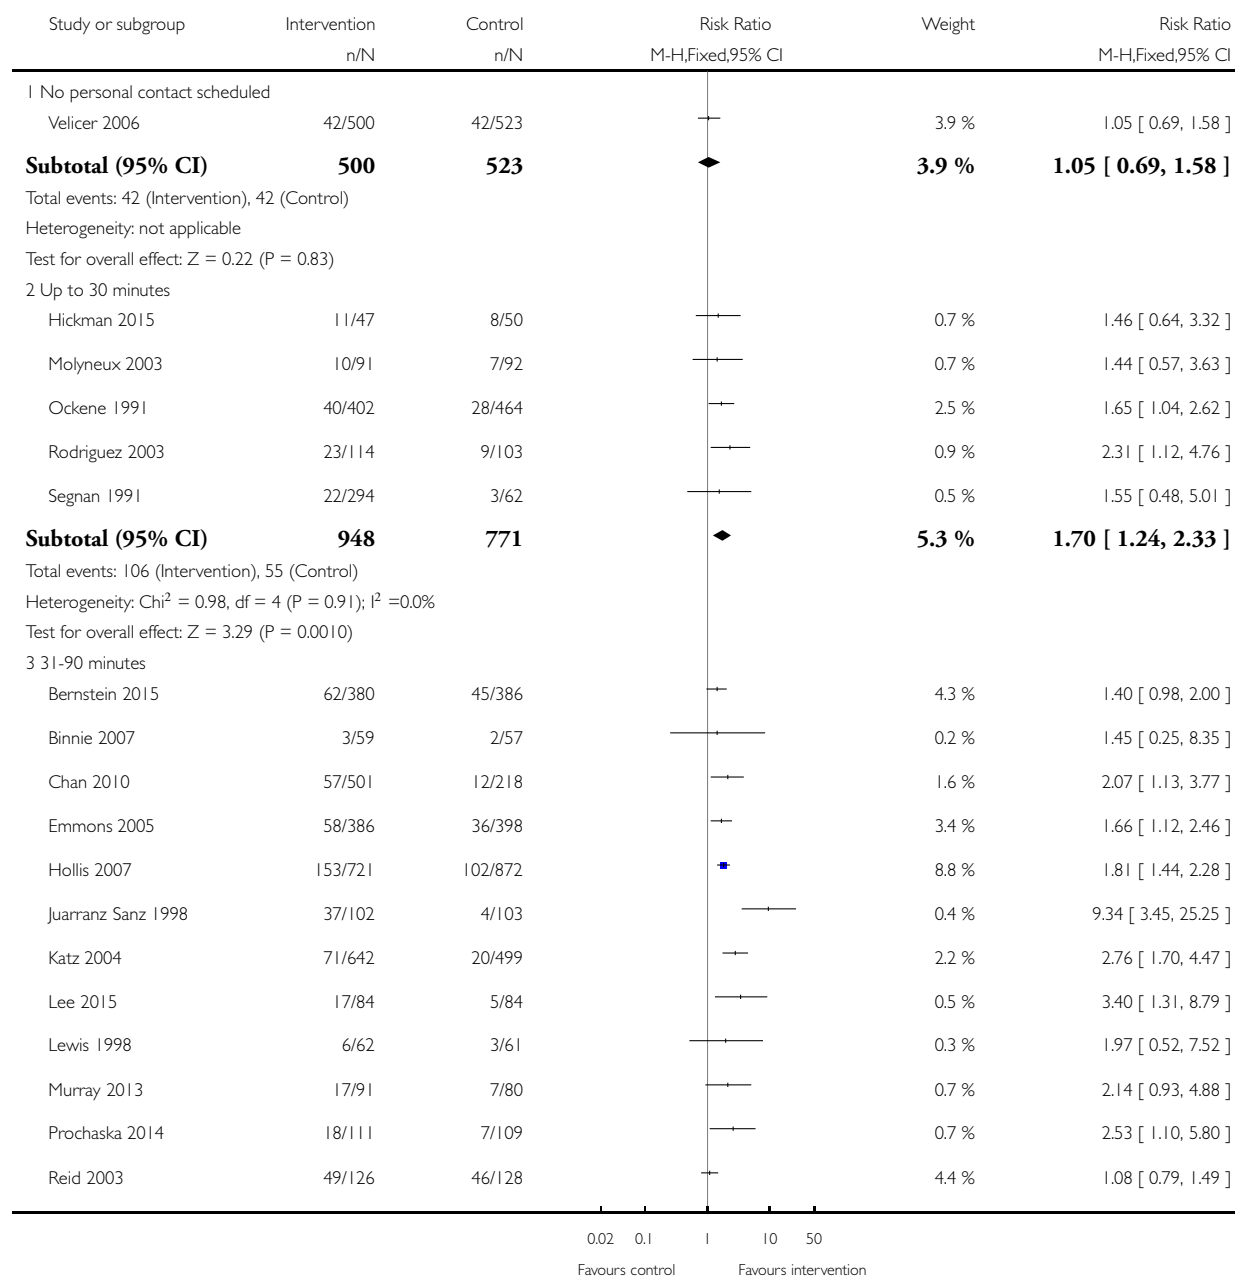 Study or subgroup Intervention Control Risk Ratio Weight Risk Ratio
n/N n/N M-H,Fixed,95% CI M-H,Fixed,95% CI
1 No personal contact scheduled
Velicer 2006 42/500 42/523 3.9 % 1.05 [ 0.69, 1.58 ]
Subtotal (95% CI) 500 523 3.9 % 1.05 [ 0.69, 1.58 ]
Total events: 42 (Intervention), 42 (Control)
Heterogeneity: not applicable
Test for overall effect: Z = 0.22 (P = 0.83)
2 Up to 30 minutes
Hickman 2015 11/47 8/50 0.7 % 1.46 [ 0.64, 3.32 ]
Molyneux 2003 10/91 7/92 0.7 % 1.44 [ 0.57, 3.63 ]
Ockene 1991 40/402 28/464 2.5 % 1.65 [ 1.04, 2.62 ]
Rodriguez 2003 23/114 9/103 0.9 % 2.31 [ 1.12, 4.76 ]
Segnan 1991 22/294 3/62 0.5 % 1.55 [ 0.48, 5.01 ]
Subtotal (95% CI) 948 771 5.3 % 1.70 [ 1.24, 2.33 ]
Total events: 106 (Intervention), 55 (Control)
Heterogeneity: Chi² = 0.98, df = 4 (P = 0.91); I² =0.0%
Test for overall effect: Z = 3.29 (P = 0.0010)
3 31-90 minutes
Bernstein 2015 62/380 45/386 4.3 % 1.40 [ 0.98, 2.00 ]
Binnie 2007 3/59 2/57 0.2 % 1.45 [ 0.25, 8.35 ]
Chan 2010 57/501 12/218 1.6 % 2.07 [ 1.13, 3.77 ]
Emmons 2005 58/386 36/398 3.4 % 1.66 [ 1.12, 2.46 ]
Hollis 2007 153/721 102/872 8.8 % 1.81 [ 1.44, 2.28 ]
Juarranz Sanz 1998 37/102 4/103 0.4 % 9.34 [ 3.45, 25.25 ]
Katz 2004 71/642 20/499 2.2 % 2.76 [ 1.70, 4.47 ]
Lee 2015 17/84 5/84 0.5 % 3.40 [ 1.31, 8.79 ]
Lewis 1998 6/62 3/61 0.3 % 1.97 [ 0.52, 7.52 ]
Murray 2013 17/91 7/80 0.7 % 2.14 [ 0.93, 4.88 ]
Prochaska 2014 18/111 7/109 0.7 % 2.53 [ 1.10, 5.80 ]
Reid 2003 49/126 46/128 4.4 % 1.08 [ 0.79, 1.49 ]
0.02 0.1 1 10 50
Favours control Favours intervention